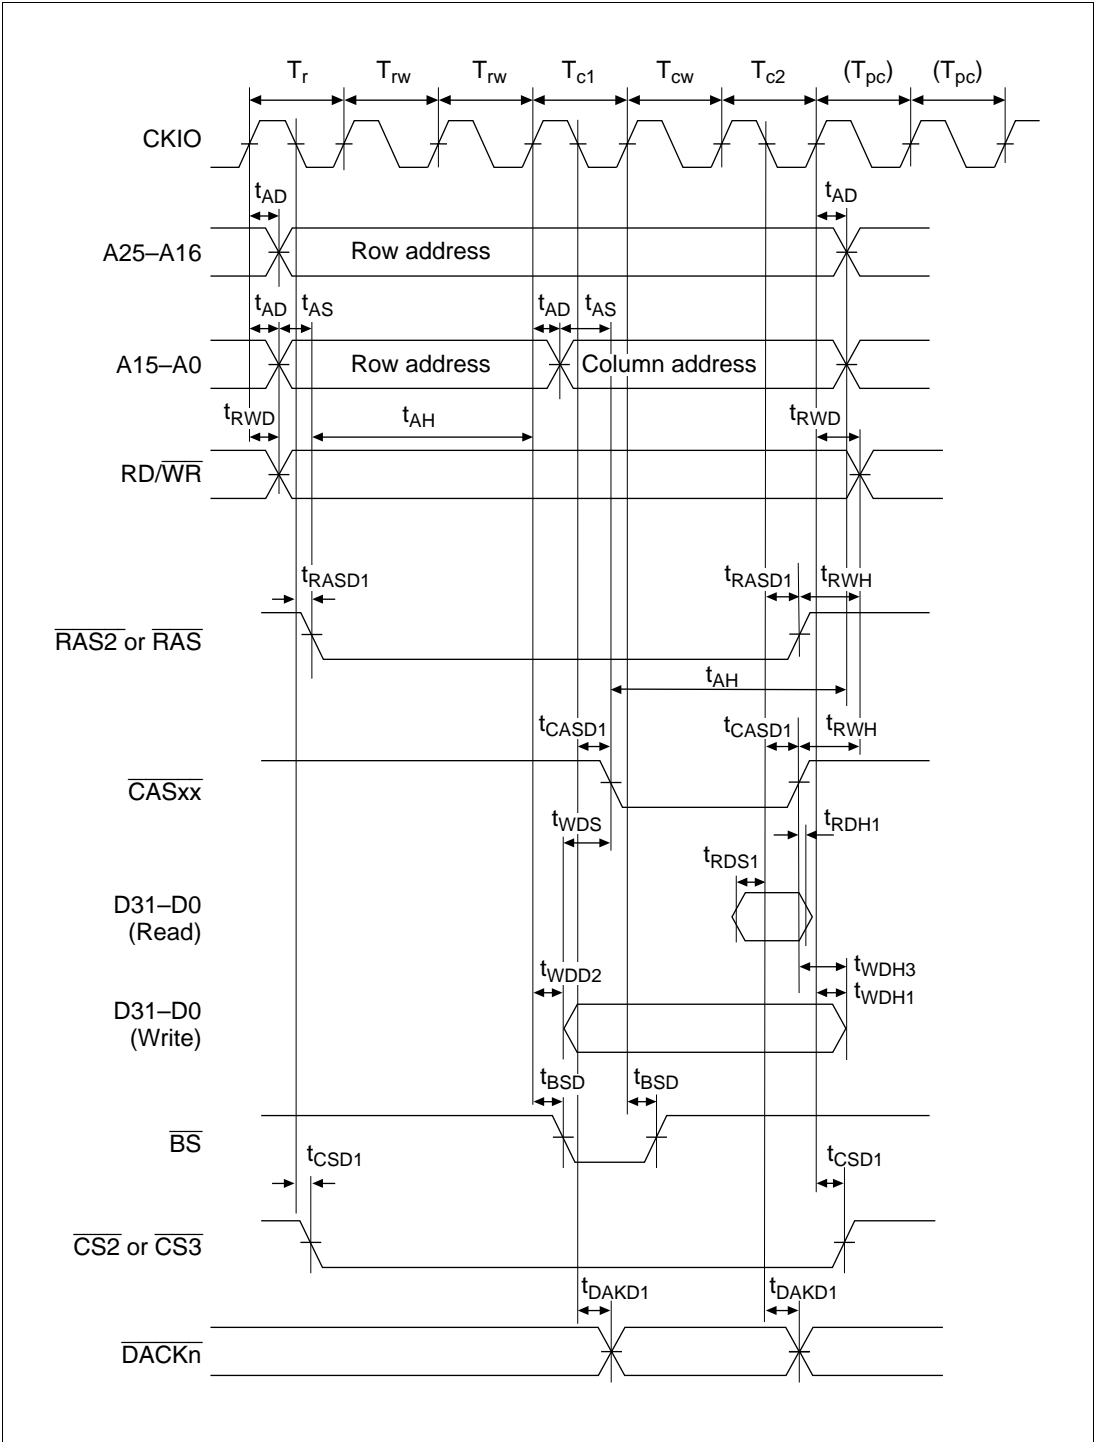 Tr Trw Trw Tc1 Tcw Tc2 (Tpc) (Tpc)
CKIO
tAD tAD
A25–A16 Row address
tAD tAS tAD tAS
A15–A0 Row address Column address
tRWD tAH tRWD
RD/WR
tRASD1 tRASD1 tRWH
RAS2 or RAS
tAH
tCASD1 tCASD1 tRWH
CASxx
tWDS tRDH1
tRDS1
D31–D0
(Read)
tWDD2 tWDH3
tWDH1
D31–D0
(Write)
tBSD tBSD
BS
tCSD1 tCSD1
CS2 or CS3
tDAKD1 tDAKD1
DACKn